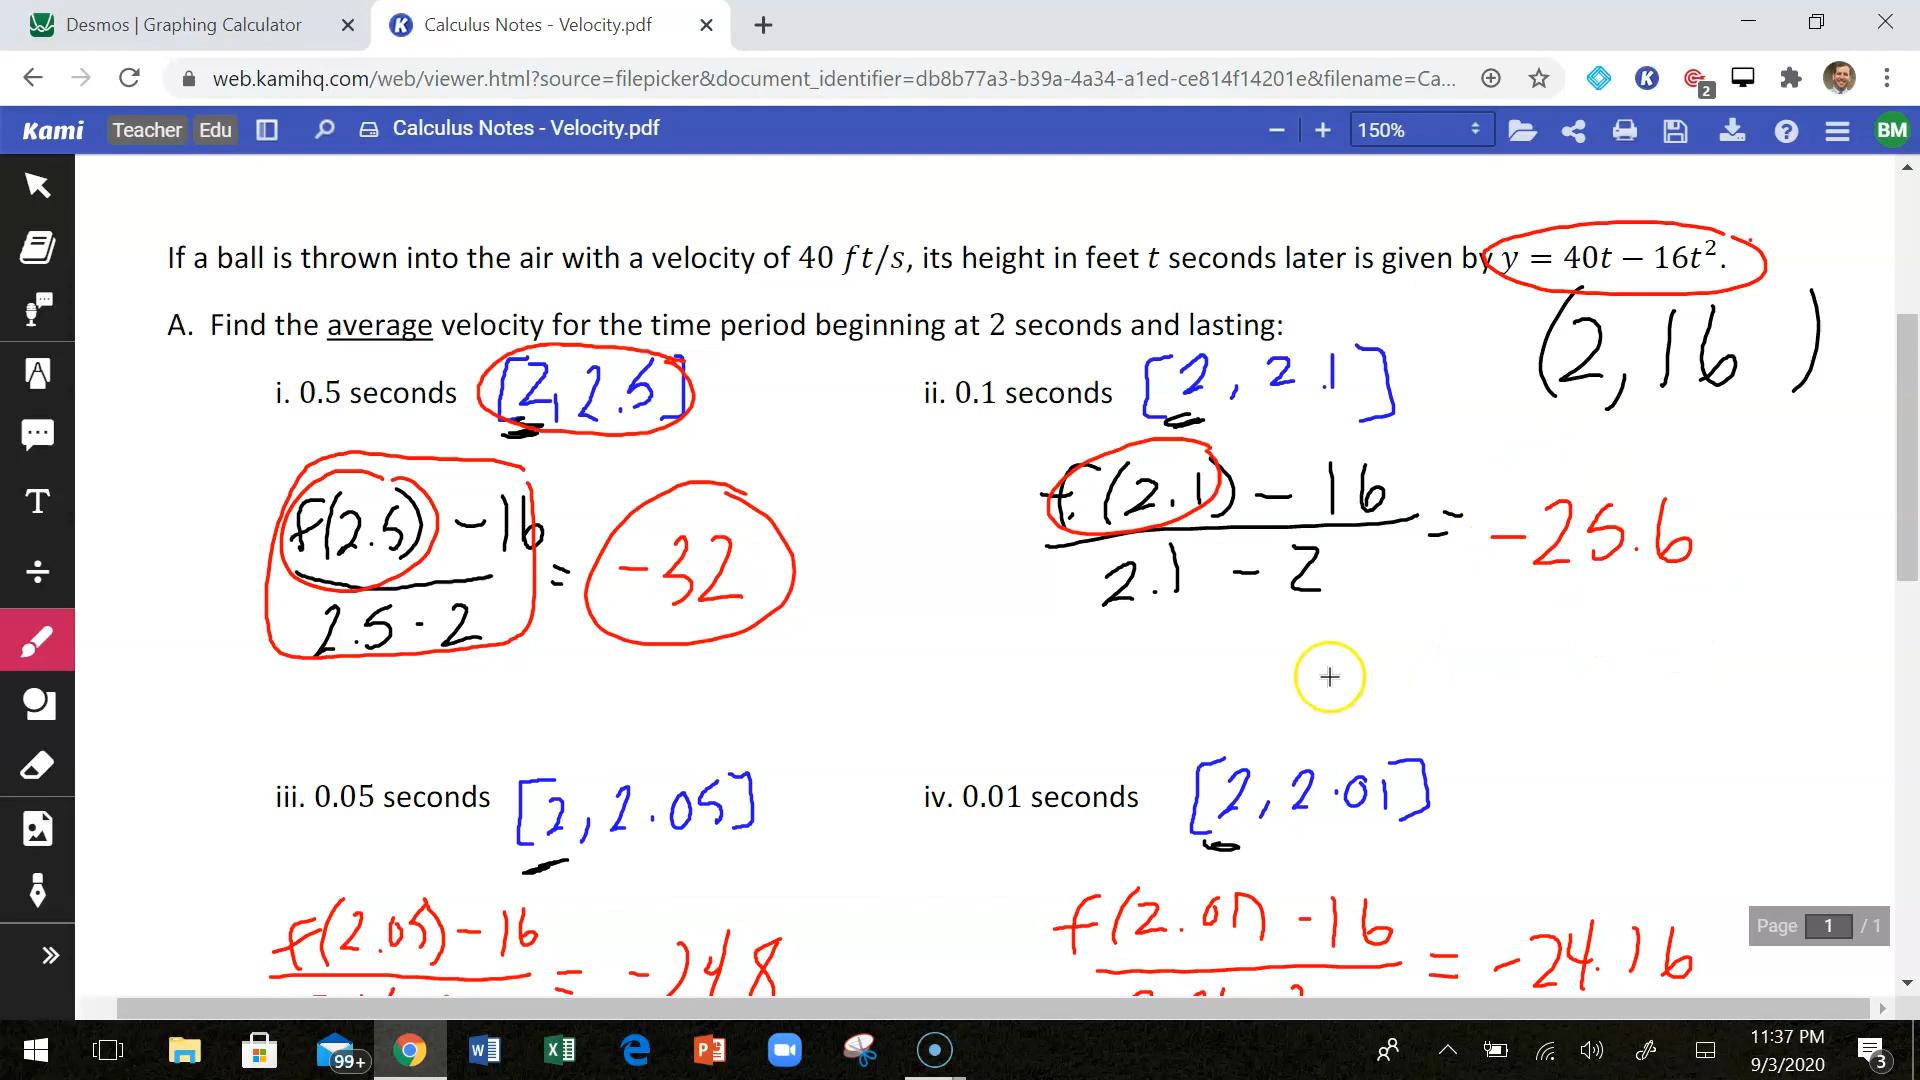 Desmos | Graphing Calculator
Calculus Notes - Velocity.pdf
web.kamihq.com/web/viewer.html?source=filepicker&document_identifier=db8b77a3-b39a-4a34-a1ed-ce814f14201e&filename=Ca...
2
Kami Teacher Edu Calculus Notes - Velocity.pdf 150% BM
If a ball is thrown into the air with a velocity of 40 ft/s, its height in feet t seconds later is given by y = 40t − 16t².
(2, 16 )
A. Find the average velocity for the time period beginning at 2 seconds and lasting:
i. 0.5 seconds [2, 2.5]
ii. 0.1 seconds [2, 2.1]
f(2.5) - 16
2.5 - 2
= -32
f(2.1) - 16
2.1 - 2
= -25.6
iii. 0.05 seconds [2, 2.05]
iv. 0.01 seconds [2, 2.01]
f(2.05) - 16
= -24.8
f(2.01) - 16
= -24.16
Page 1 / 1
99+
11:37 PM
9/3/2020
3